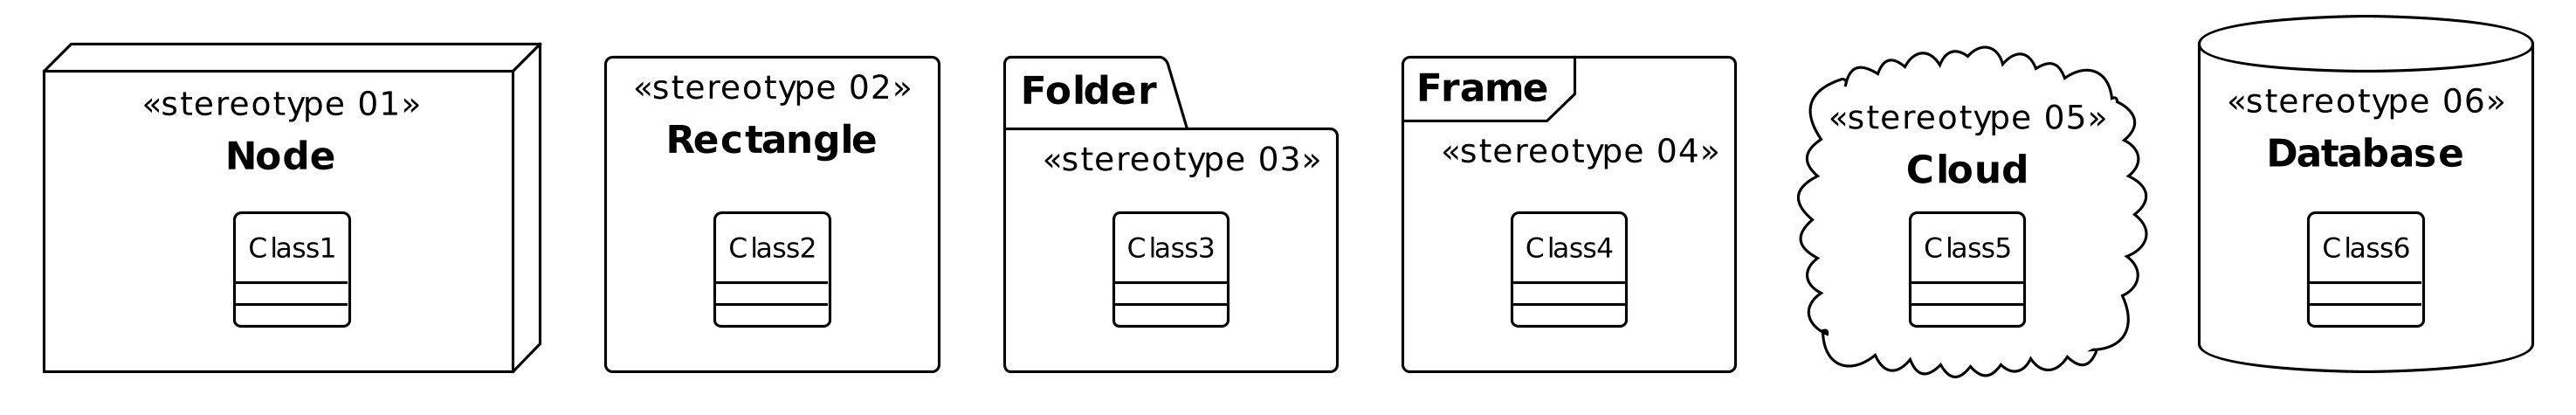 «stereotype 01»
Node
Class1
«stereotype 02»
Rectangle
Class2
Folder
«stereotype 03»
Class3
Frame
«stereotype 04»
Class4
«stereotype 05»
Cloud
Class5
«stereotype 06»
Database
Class6